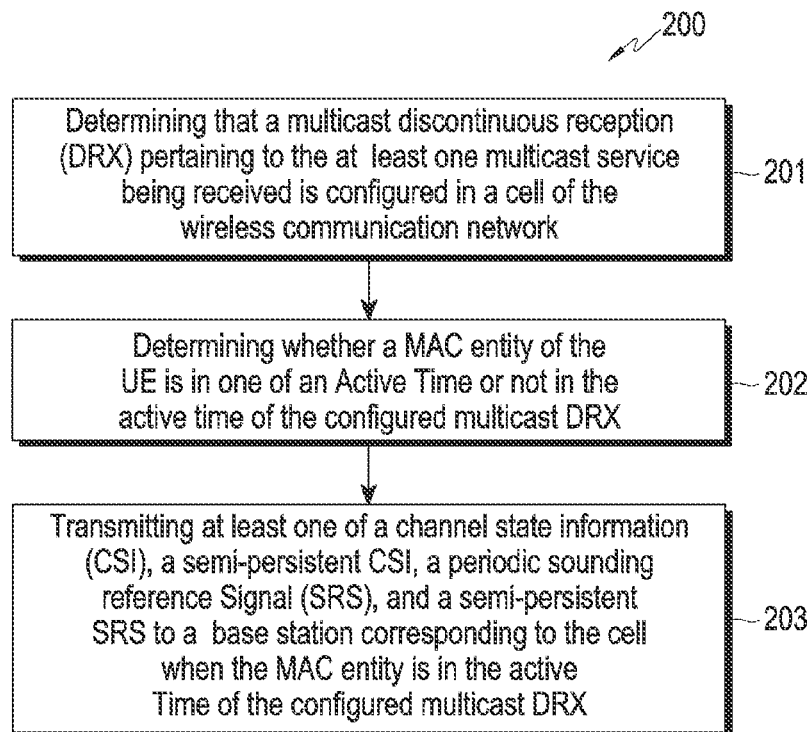 200
Determining that a multicast discontinuous reception
(DRX) pertaining to the at least one multicast service
being received is configured in a cell of the
wireless communication network
201
Determining whether a MAC entity of the
UE is in one of an Active Time or not in the
active time of the configured multicast DRX
202
Transmitting at least one of a channel state information
(CSI), a semi-persistent CSI, a periodic sounding
reference Signal (SRS), and a semi-persistent
SRS to a base station corresponding to the cell
when the MAC entity is in the active
Time of the configured multicast DRX
203